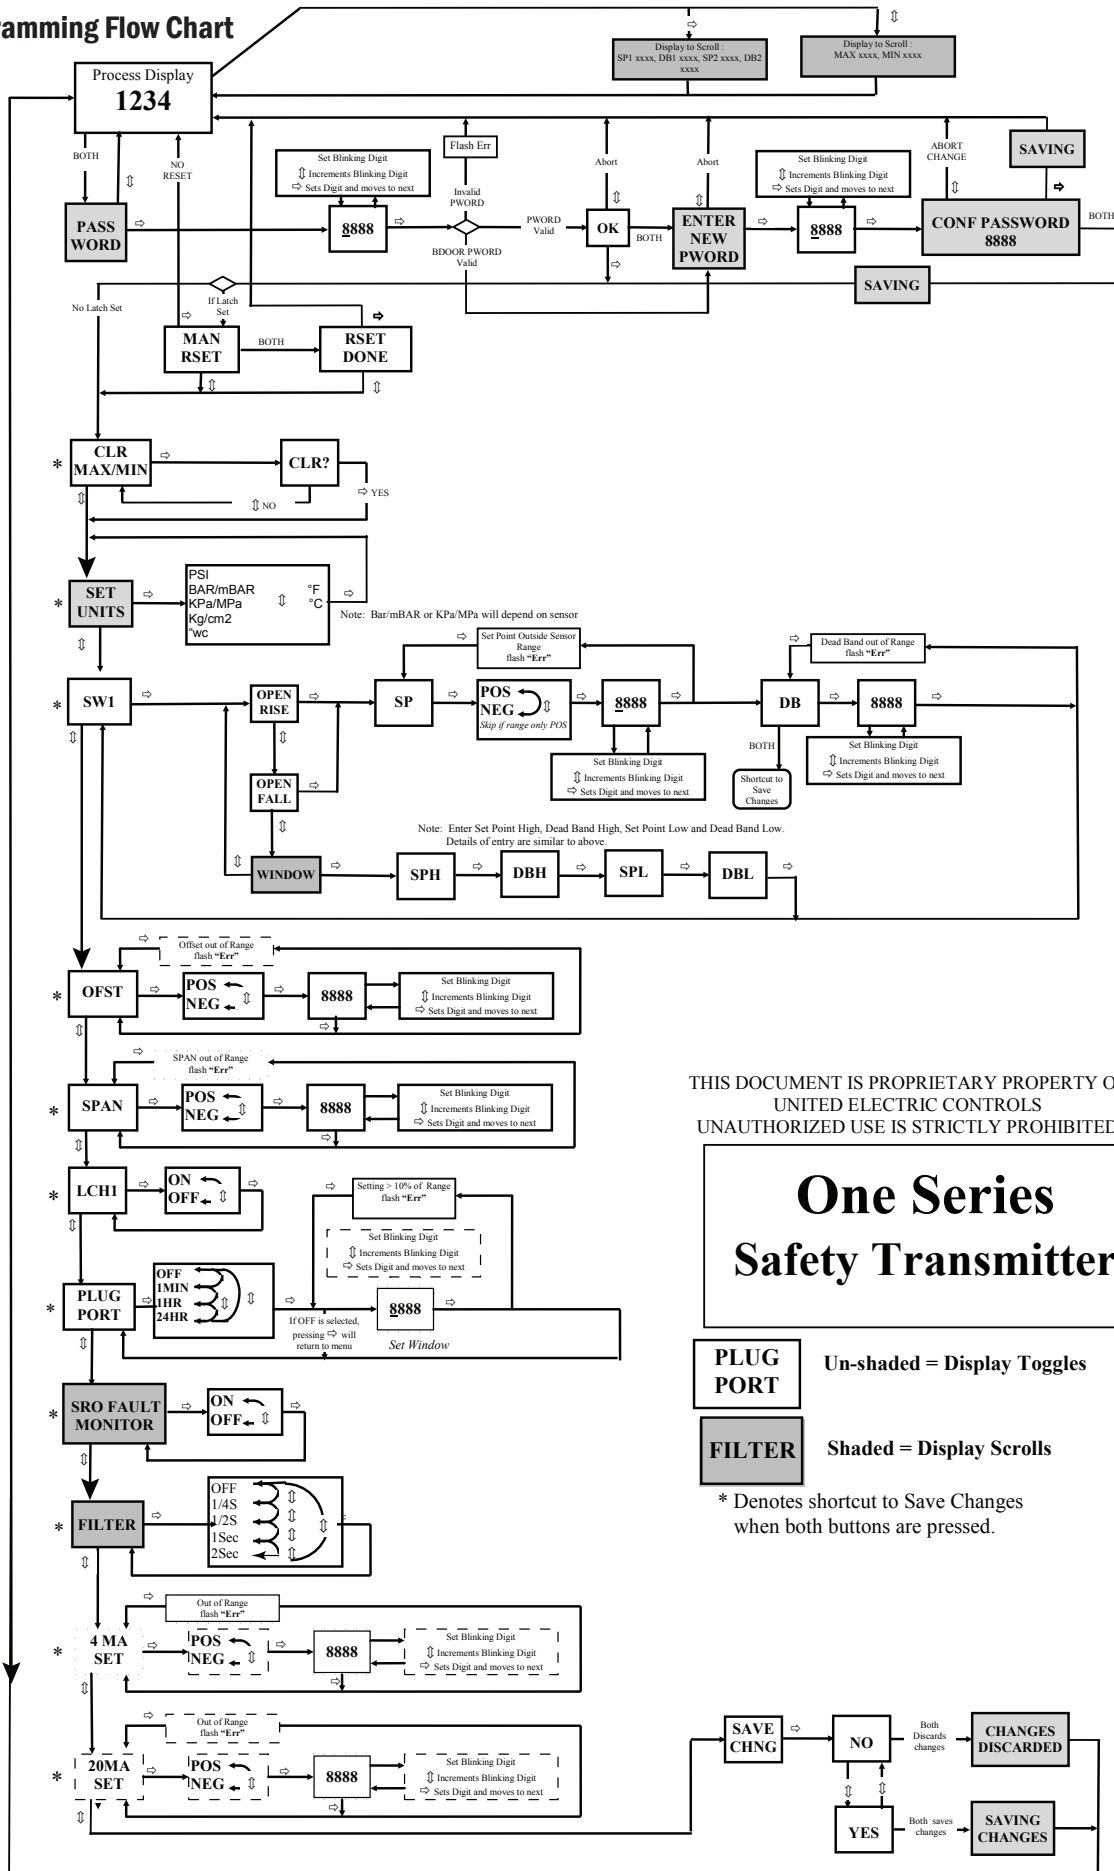 amming Flow Chart
⇨
⇕
Display to Scroll :
SP1 xxxx, DB1 xxxx, SP2 xxxx, DB2
xxxx
Display to Scroll :
MAX xxxx, MIN xxxx
Process Display
1234
BOTH
⇕
NO
RESET
PASS
WORD
⇨
Set Blinking Digit
⇕ Increments Blinking Digit
⇨ Sets Digit and moves to next
8888
⇨
Flash Err
Invalid
PWORD
PWORD
Valid
BDOOR PWORD
Valid
Abort
⇕
OK
BOTH
⇨
Abort
⇕
ENTER
NEW
PWORD
⇨
Set Blinking Digit
⇕ Increments Blinking Digit
⇨ Sets Digit and moves to next
8888
⇨
ABORT
CHANGE
⇕
SAVING
⇨
CONF PASSWORD
8888
BOTH
SAVING
No Latch Set
If Latch
Set
⇨
⇨
MAN
RSET
BOTH
⇨
RSET
DONE
⇕
⇕
*
CLR
MAX/MIN
⇨
CLR?
⇨ YES
⇕ NO
⇕
*
SET
UNITS
⇨
PSI
BAR/mBAR °F
KPa/MPa ⇕ °C
Kg/cm2
"wc
⇨
Note: Bar/mBAR or KPa/MPa will depend on sensor
⇕
*
SW1
⇨
OPEN
RISE
⇨
⇕
OPEN
FALL
⇨
⇕
⇕
WINDOW
⇨
SP
⇨
⇨
Set Point Outside Sensor
Range
flash "Err"
POS
NEG
⇕
Skip if range only POS
⇨
8888
⇨
Set Blinking Digit
⇕ Increments Blinking Digit
⇨ Sets Digit and moves to next
DB
⇨
⇨
Dead Band out of Range
flash "Err"
8888
⇨
BOTH
Shortcut to
Save
Changes
Set Blinking Digit
⇕ Increments Blinking Digit
⇨ Sets Digit and moves to next
Note: Enter Set Point High, Dead Band High, Set Point Low and Dead Band Low.
Details of entry are similar to above.
SPH
⇨
DBH
⇨
SPL
⇨
DBL
⇨
⇕
⇨
Offset out of Range
flash "Err"
*
OFST
⇨
POS
NEG
⇕
⇨
8888
⇨
Set Blinking Digit
⇕ Increments Blinking Digit
⇨ Sets Digit and moves to next
⇕
⇨
SPAN out of Range
flash "Err"
*
SPAN
⇨
POS
NEG
⇕
⇨
8888
⇨
Set Blinking Digit
⇕ Increments Blinking Digit
⇨ Sets Digit and moves to next
⇕
*
LCH1
⇨
ON
OFF
⇕
⇨
⇕
⇨
Setting > 10% of Range
flash "Err"
Set Blinking Digit
⇕ Increments Blinking Digit
⇨ Sets Digit and moves to next
*
PLUG
PORT
⇨
OFF
1MIN
1HR
24HR
⇕
⇕
⇨
If OFF is selected,
pressing ⇨ will
return to menu
8888
⇨
Set Window
⇕
*
SRO FAULT
MONITOR
⇨
ON
OFF
⇕
⇨
⇕
*
FILTER
⇨
OFF
1/4S
1/2S
1Sec
2Sec
⇕
⇕
⇕
⇕
⇕
⇕
⇨
Out of Range
flash "Err"
*
4 MA
SET
⇨
POS
NEG
⇕
⇨
8888
⇨
Set Blinking Digit
⇕ Increments Blinking Digit
⇨ Sets Digit and moves to next
⇕
⇨
Out of Range
flash "Err"
*
20MA
SET
⇨
POS
NEG
⇕
⇨
8888
⇨
Set Blinking Digit
⇕ Increments Blinking Digit
⇨ Sets Digit and moves to next
⇕
THIS DOCUMENT IS PROPRIETARY PROPERTY O
UNITED ELECTRIC CONTROLS
UNAUTHORIZED USE IS STRICTLY PROHIBITED
One Series
Safety Transmitter
PLUG
PORT
Un-shaded = Display Toggles
FILTER
Shaded = Display Scrolls
* Denotes shortcut to Save Changes
when both buttons are pressed.
SAVE
CHNG
⇨
NO
Both
Discards
changes
CHANGES
DISCARDED
⇕
⇕
YES
Both saves
changes
SAVING
CHANGES